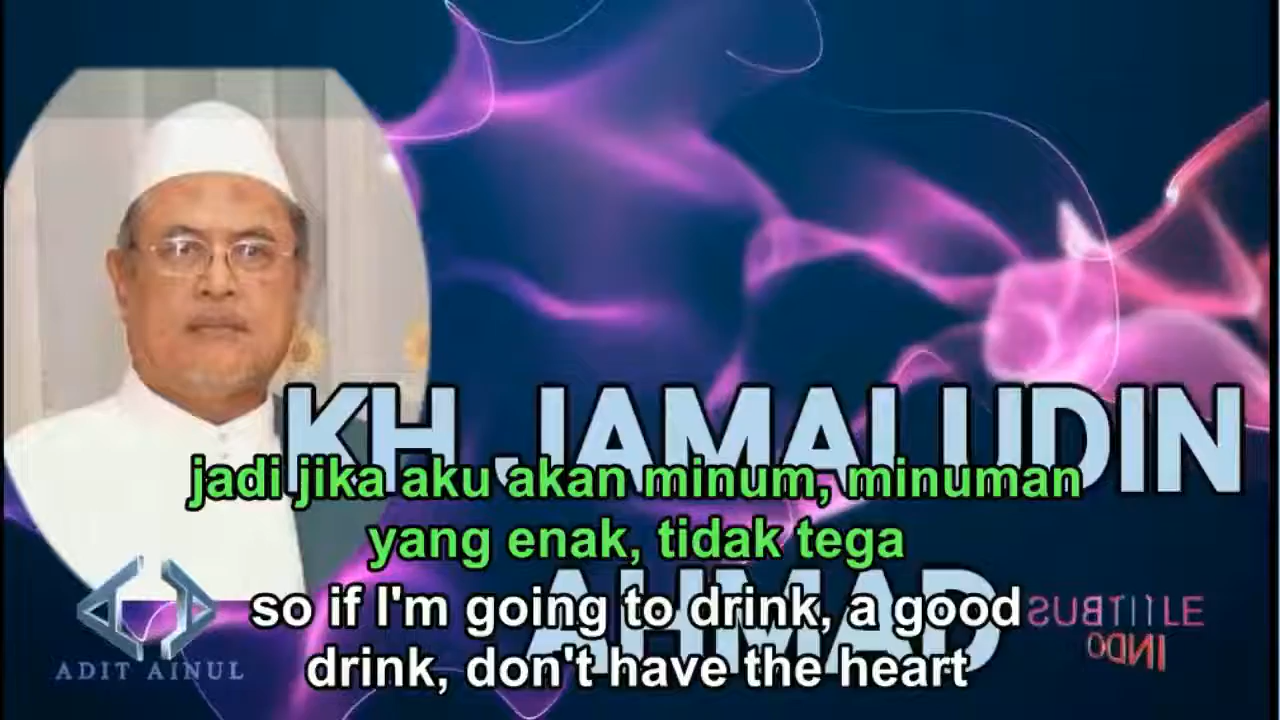 KH JAMALUDIN
jadi jika aku akan minum, minuman
yang enak, tidak tega
AHMAD
so if I'm going to drink, a good
drink, don't have the heart
ADIT AINUL
SUBTITLE
INDO